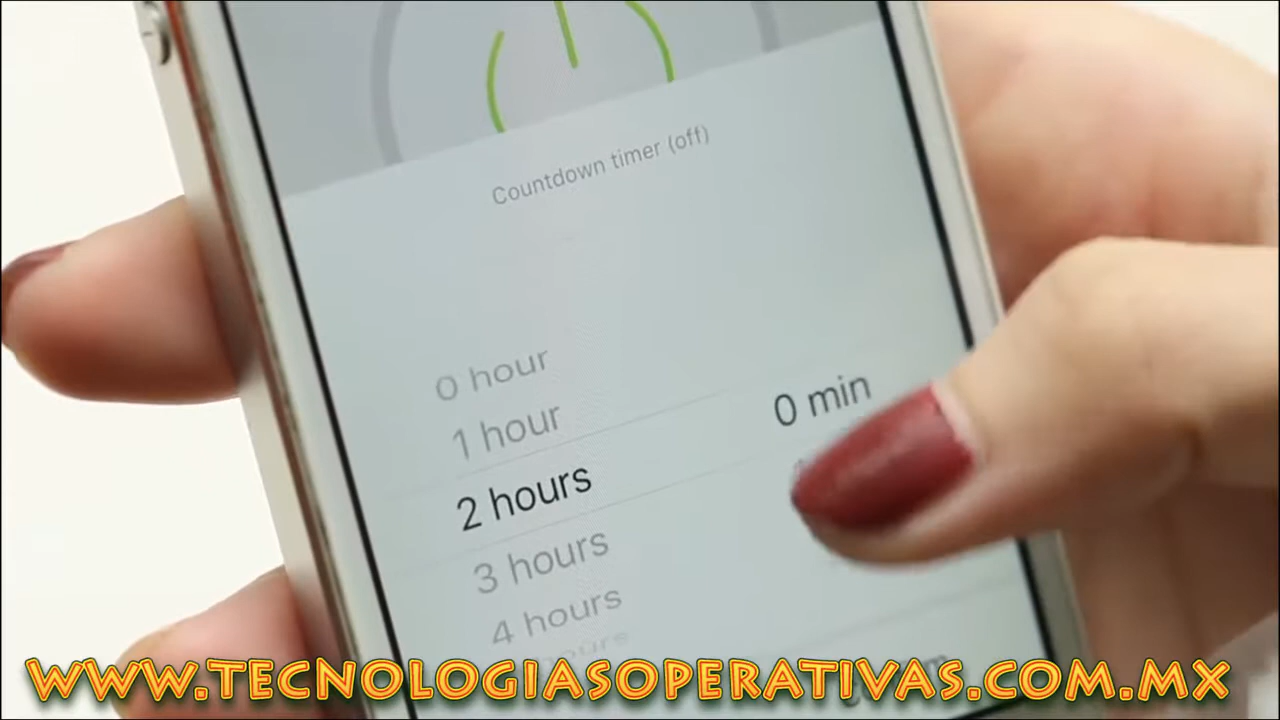 Countdown timer (off)
0 hour
1 hour
0 min
2 hours
3 hours
4 hours
hours
WWW.TECNOLOGIASOPERATIVAS.COM.MX